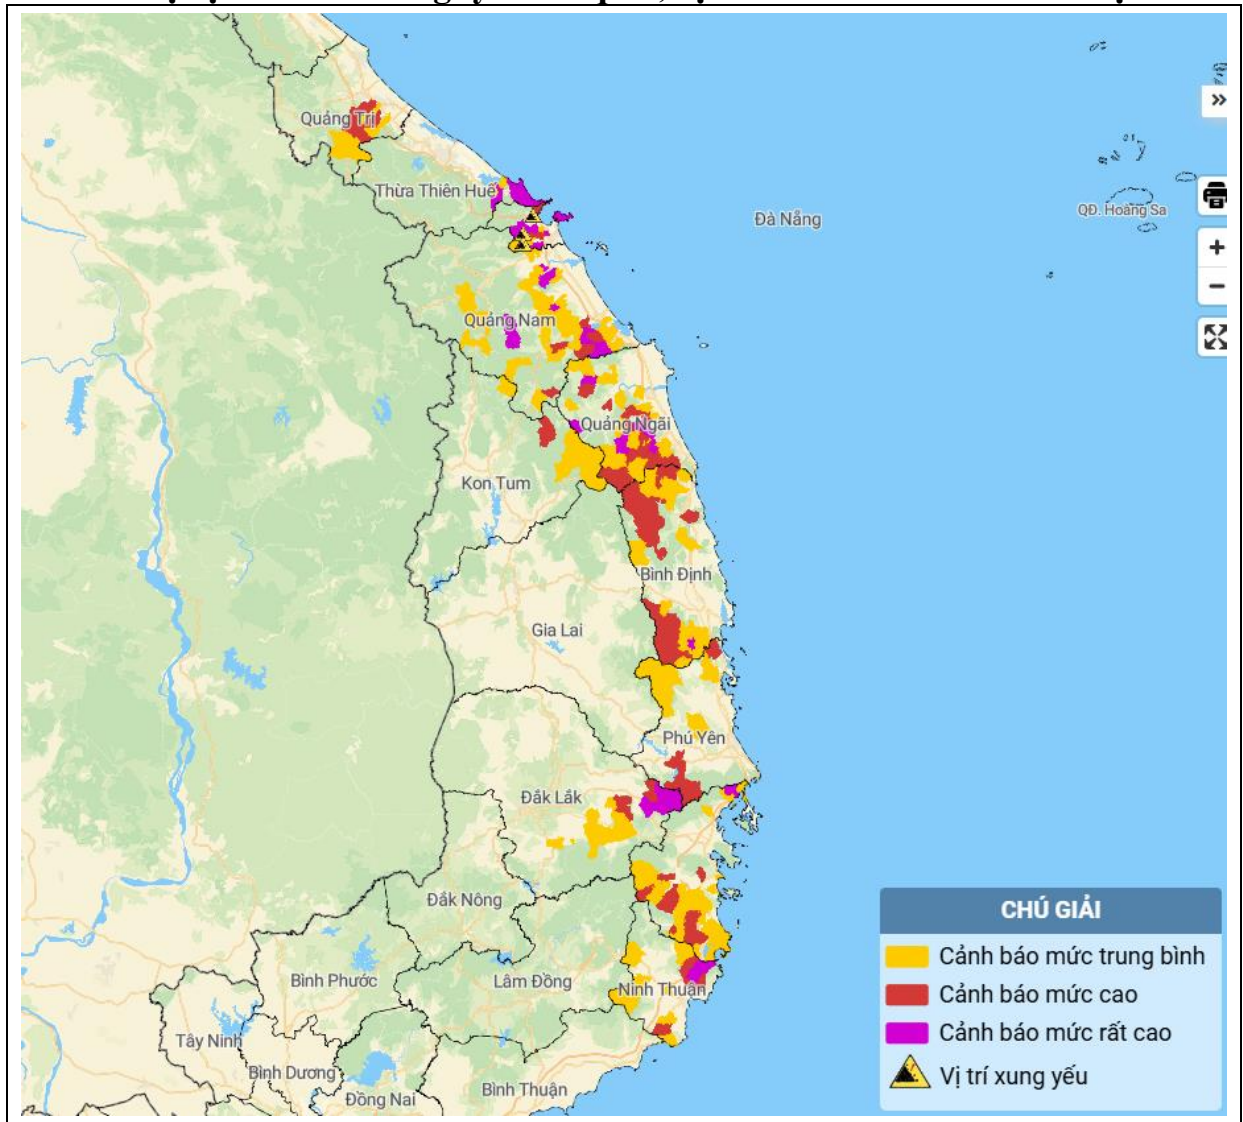 Quảng Trị
Thừa Thiên Huế
Đà Nẵng
QĐ. Hoàng Sa
Quảng Nam
Quảng Ngãi
Kon Tum
Bình Định
Gia Lai
Phú Yên
Đắk Lắk
Đắk Nông
Bình Phước
Lâm Đồng
Ninh Thuận
Tây Ninh
Bình Dương
Đồng Nai
Bình Thuận
CHÚ GIẢI
Cảnh báo mức trung bình
Cảnh báo mức cao
Cảnh báo mức rất cao
Vị trí xung yếu